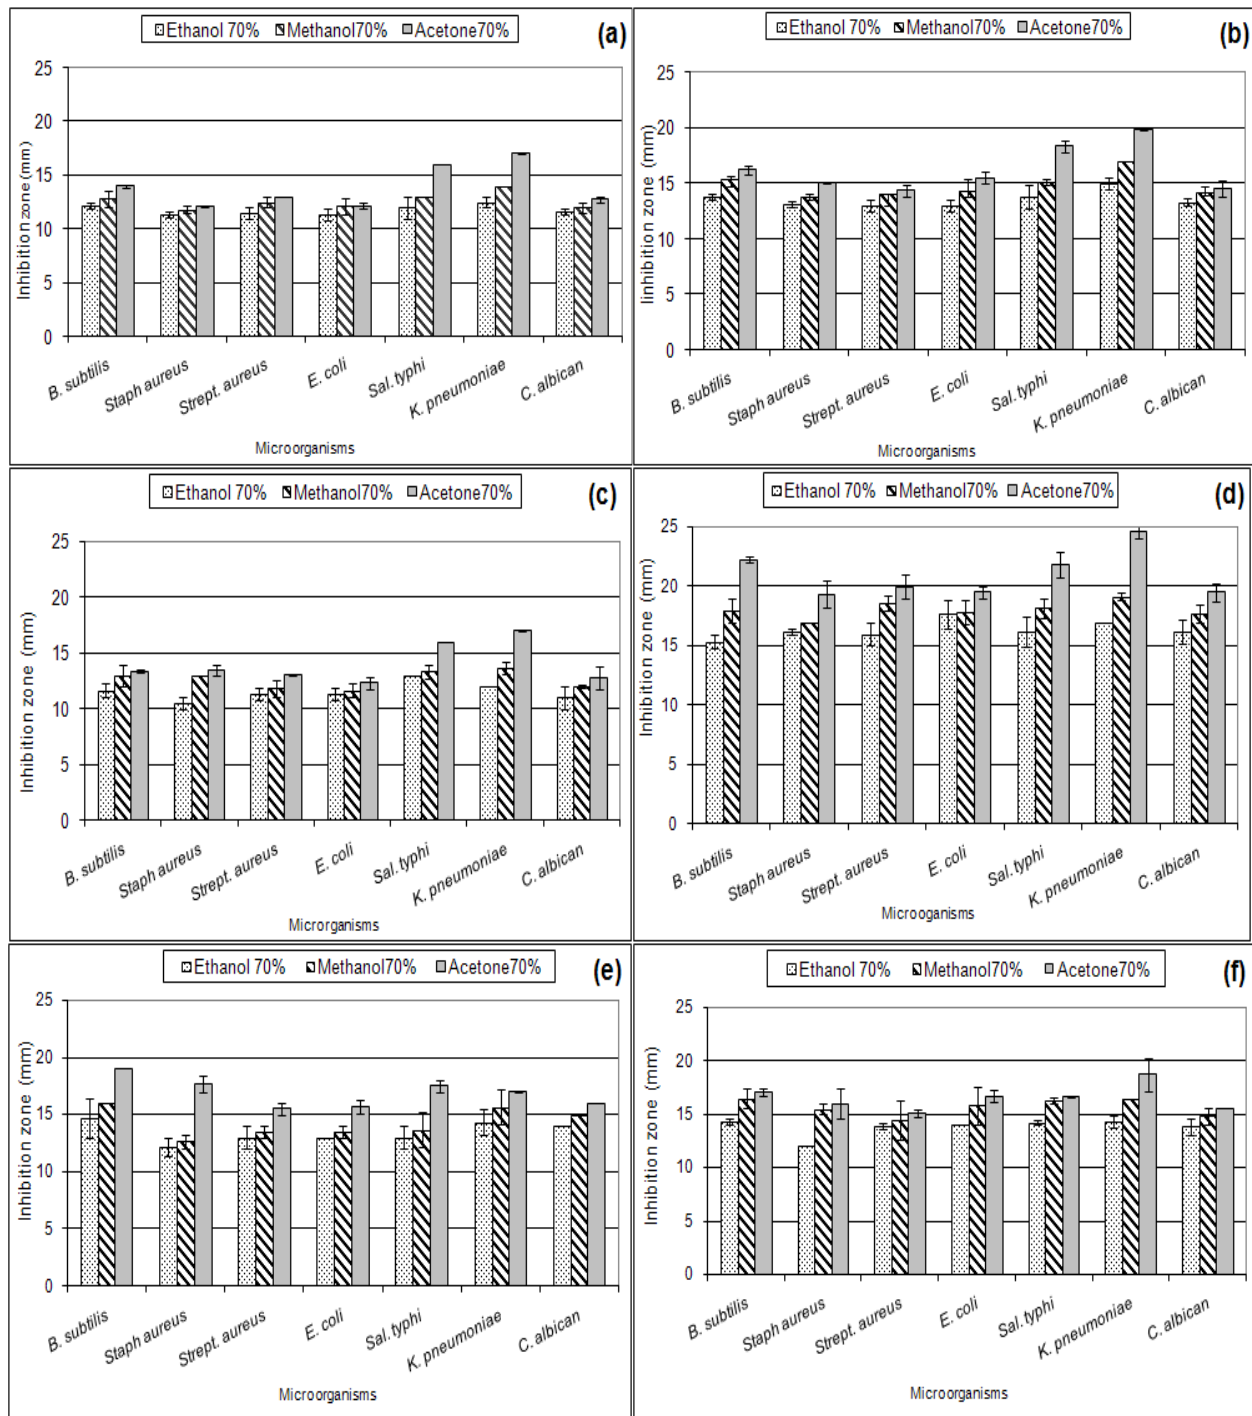 Ethanol 70% Methanol70% Acetone70% (a)
25
20
15
10
5
0
Inhibition zone (mm)
B. subtilis Staph aureus Strept. aureus E. coli Sal. typhi K. pneumoniae C. albican
Microorganisms
Ethanol 70% Methanol70% Acetone70% (b)
25
20
15
10
5
0
Iinhibition zone (mm)
B. subtilis Staph aureus Strept. aureus E. coli Sal. typhi K. pneumoniae C. albican
Microorganisms
Ethanol 70% Methanol70% Acetone70% (c)
25
20
15
10
5
0
Inhibition zone (mm)
B. subtilis Staph aureus Strept. aureus E. coli Sal. typhi K. pneumoniae C. albican
Microrganisms
Ethanol 70% Methanol70% Acetone70% (d)
25
20
15
10
5
0
Inhibition zone (mm)
B. subtilis Staph aureus Strept. aureus E. coli Sal. typhi K. pneumoniae C. albican
Microoganisms
Ethanol 70% Methanol70% Acetone70% (e)
25
20
15
10
5
0
Inhibition zone (mm)
B. subtilis Staph aureus Strept. aureus E. coli Sal. typhi K. pneumoniae C. albican
Microorganisms
Ethanol 70% Methanol70% Acetone70% (f)
25
20
15
10
5
0
Inhibition zone (mm)
B. subtilis Staph aureus Strept. aureus E. coli Sal. typhi K. pneumoniae C. albican
Microorganisms